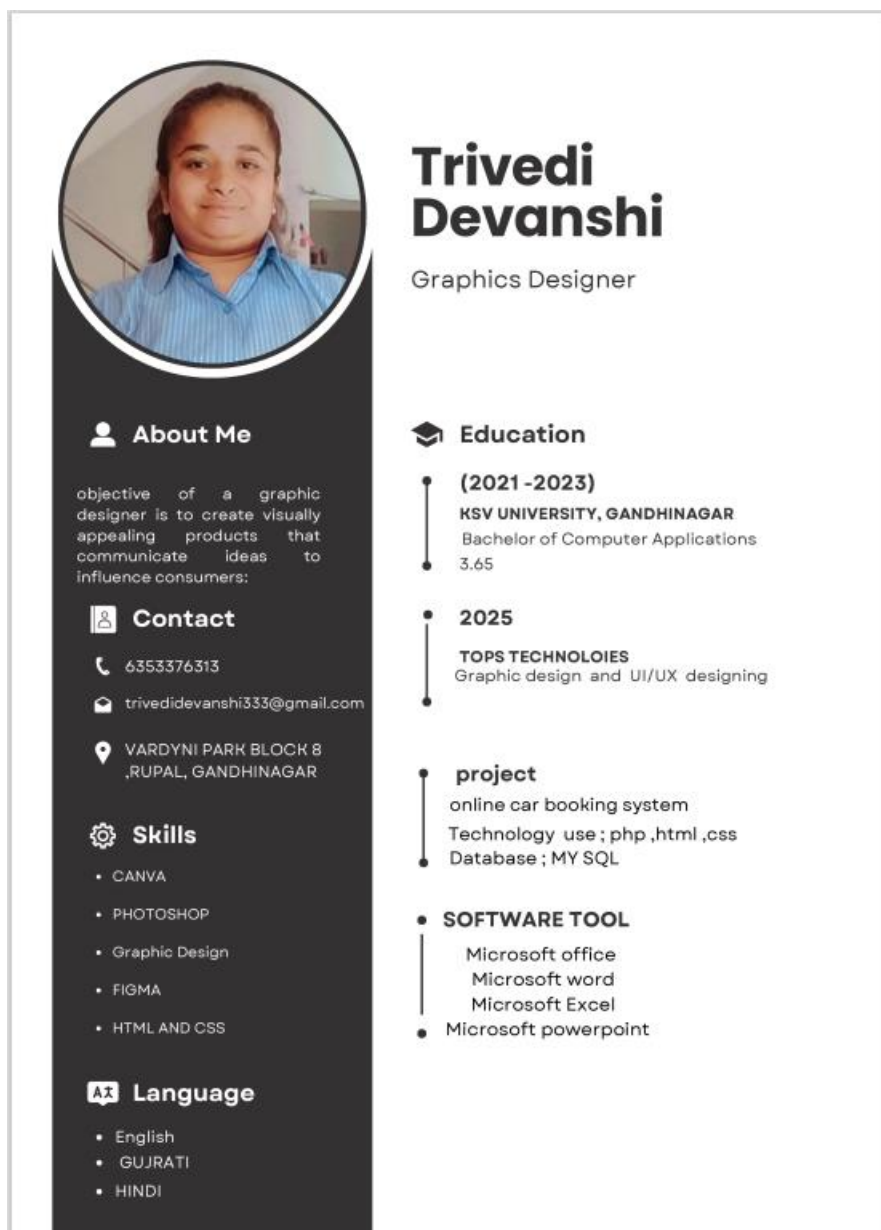 Trivedi
Devanshi
Graphics Designer
About Me
objective of a graphic
designer is to create visually
appealing products that
communicate ideas to
influence consumers:
Contact
6353376313
trivedidevanshi333@gmail.com
VARDYNI PARK BLOCK 8
,RUPAL, GANDHINAGAR
Skills
• CANVA
• PHOTOSHOP
• Graphic Design
• FIGMA
• HTML AND CSS
Language
• English
• GUJRATI
• HINDI
Education
(2021 -2023)
KSV UNIVERSITY, GANDHINAGAR
Bachelor of Computer Applications
3.65
2025
TOPS TECHNOLOIES
Graphic design and UI/UX designing
project
online car booking system
Technology use ; php ,html ,css
Database ; MY SQL
SOFTWARE TOOL
Microsoft office
Microsoft word
Microsoft Excel
Microsoft powerpoint